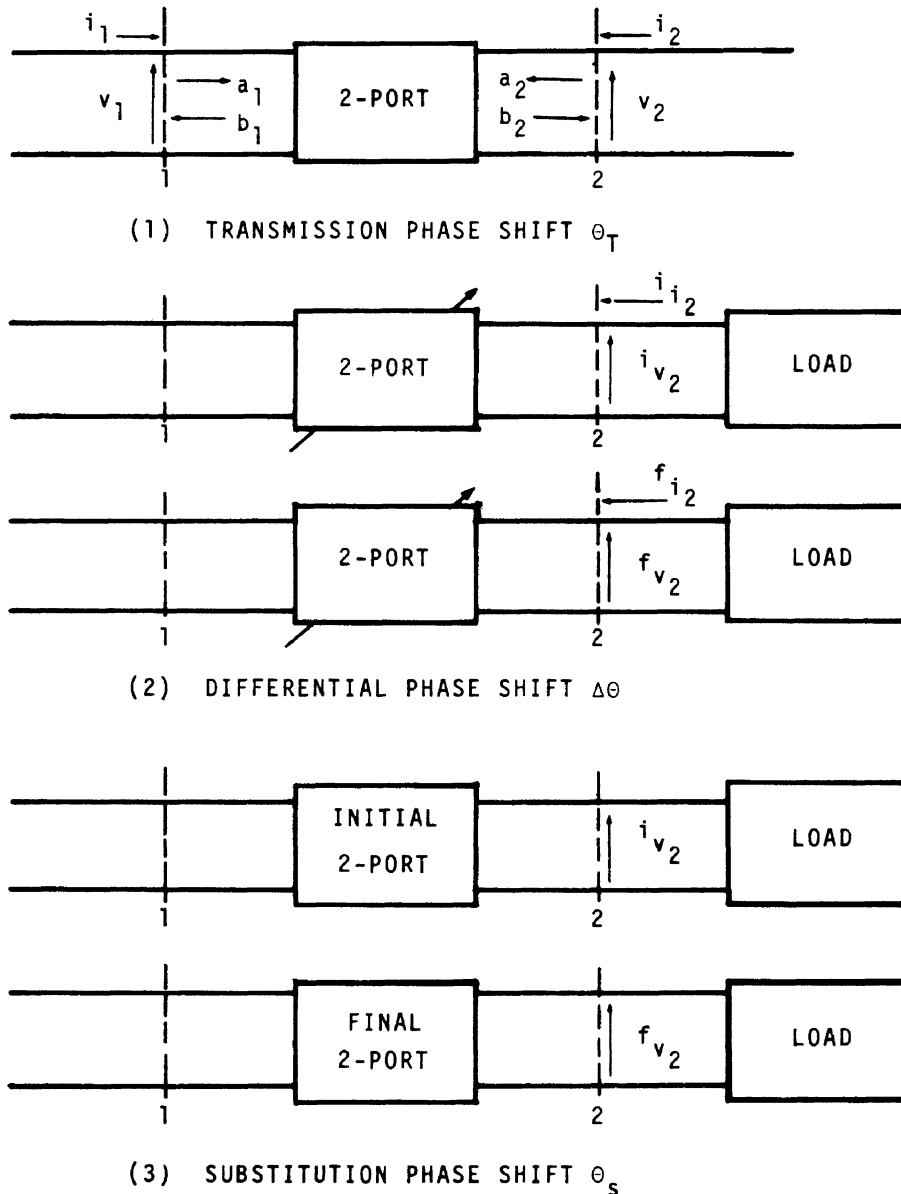 i1 i2
v1 a1 b1 2-PORT a2 b2 v2
1 2
(1) TRANSMISSION PHASE SHIFT ΘT
i i2
2-PORT i v2 LOAD
1 2
f i2
2-PORT f v2 LOAD
1 2
(2) DIFFERENTIAL PHASE SHIFT ΔΘ
INITIAL 2-PORT i v2 LOAD
1 2
FINAL 2-PORT f v2 LOAD
1 2
(3) SUBSTITUTION PHASE SHIFT Θs